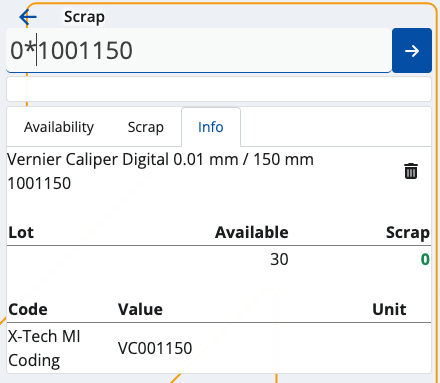 Scrap
0*1001150
Availability Scrap Info
Vernier Caliper Digital 0.01 mm / 150 mm
1001150
Lot Available Scrap
30 0
Code Value Unit
X-Tech MI
Coding
VC001150